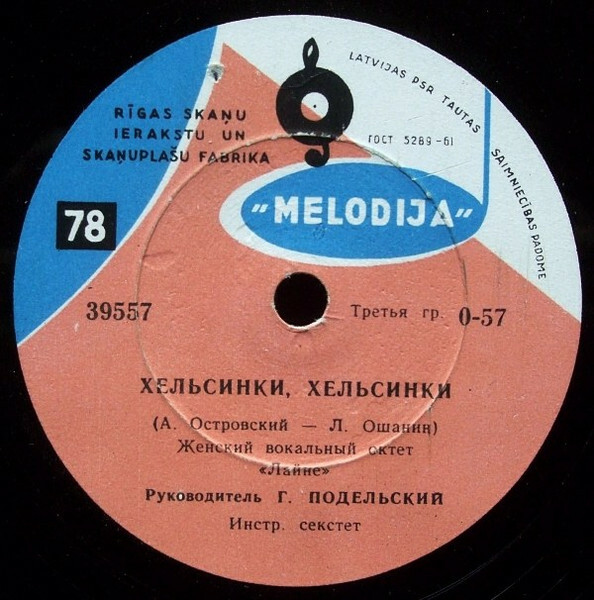 RĪGAS SKAŅU
IERAKSTU UN
SKAŅUPLAŠU FABRIKA
LATVIJAS PSR TAUTAS
SAIMNIECĪBAS PADOME
ГОСТ 5289-61
"MELODIJA"
78
39557
Третья гр. 0-57
ХЕЛЬСИНКИ, ХЕЛЬСИНКИ
(А. Островский — Л. Ошанин)
Женский вокальный октет
«Лайне»
Руководитель Г. ПОДЕЛЬСКИЙ
Инстр. секстет